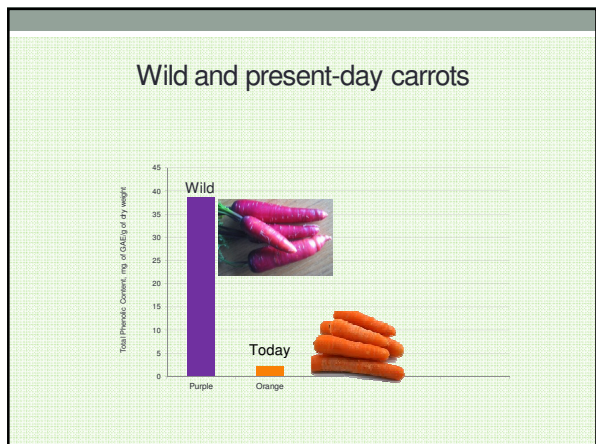 Wild and present-day carrots
Total Phenolic Content, mg. of GAE/g of dry weight
45
40
35
30
25
20
15
10
5
0
Wild
Today
Purple
Orange